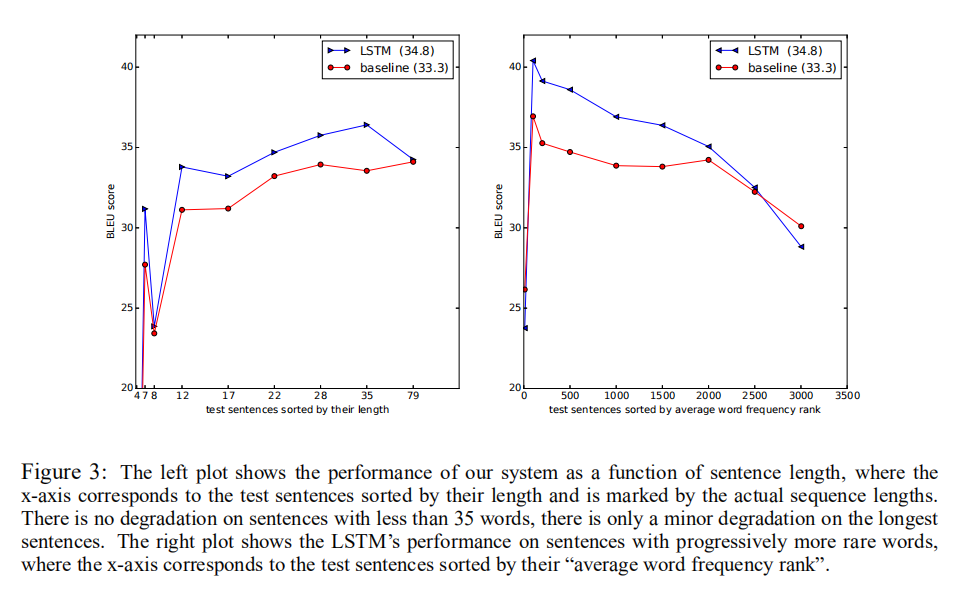 LSTM (34.8)
baseline (33.3)
40
35
30
25
20
BLEU score
4 7 8 12 17 22 28 35 79
test sentences sorted by their length
LSTM (34.8)
baseline (33.3)
40
35
30
25
20
BLEU score
0 500 1000 1500 2000 2500 3000 3500
test sentences sorted by average word frequency rank
Figure 3: The left plot shows the performance of our system as a function of sentence length, where the
x-axis corresponds to the test sentences sorted by their length and is marked by the actual sequence lengths.
There is no degradation on sentences with less than 35 words, there is only a minor degradation on the longest
sentences. The right plot shows the LSTM’s performance on sentences with progressively more rare words,
where the x-axis corresponds to the test sentences sorted by their “average word frequency rank”.